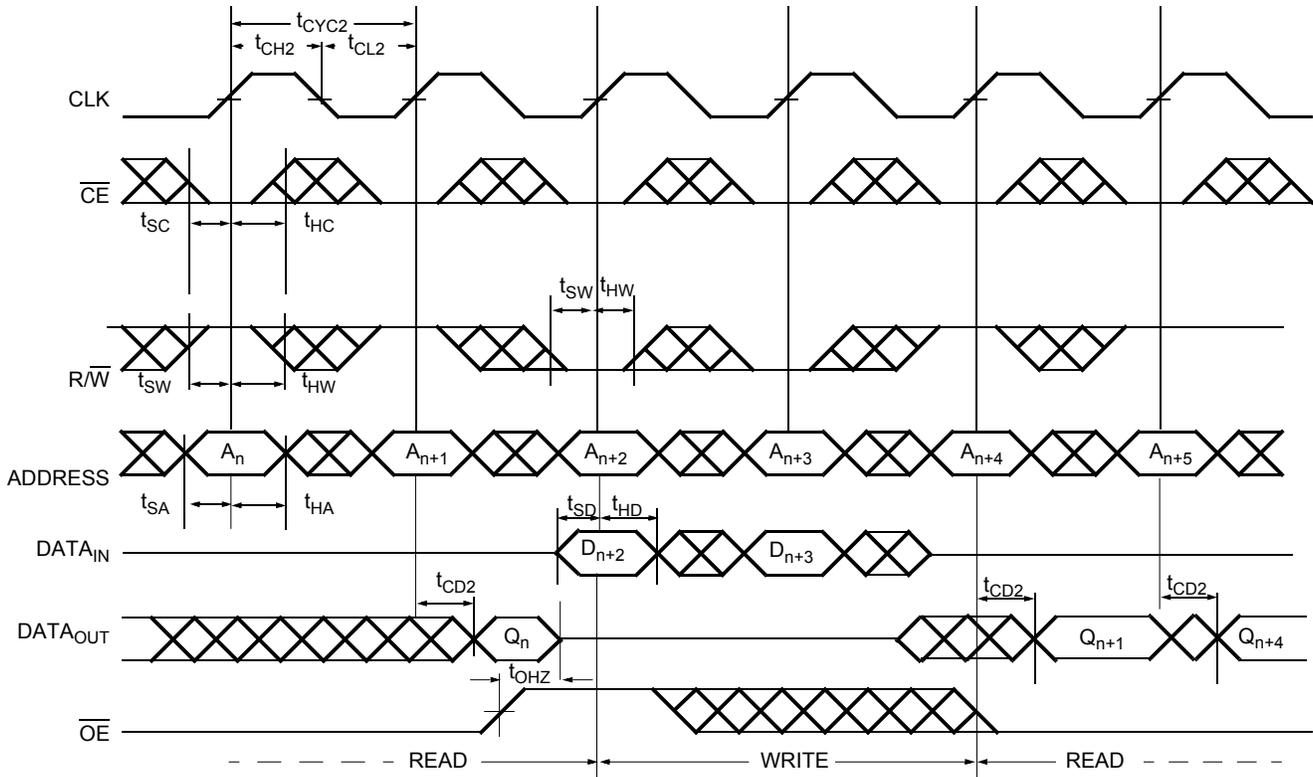 tCYC2
tCH2 tCL2
CLK
CE
tSC tHC
tSW tHW
R/W
tSW tHW
An An+1 An+2 An+3 An+4 An+5
ADDRESS
tSA tHA
tSD tHD
DATAIN
Dn+2 Dn+3
tCD2 tCD2 tCD2
DATAOUT
Qn Qn+1 Qn+4
tOHZ
OE
READ WRITE READ